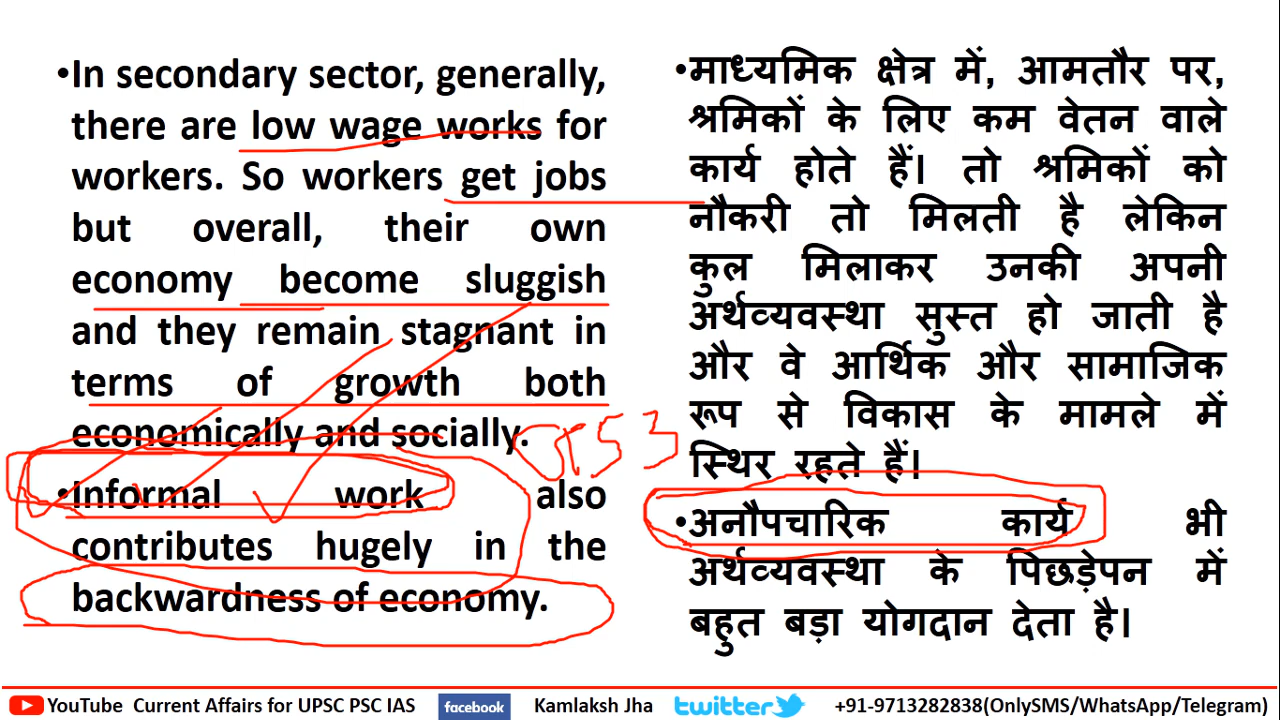 •In secondary sector, generally,
there are low wage works for
workers. So workers get jobs
but overall, their own
economy become sluggish
and they remain stagnant in
terms of growth both
economically and socially.
•Informal work also
contributes hugely in the
backwardness of economy.
GS3
•माध्यमिक क्षेत्र में, आमतौर पर,
श्रमिकों के लिए कम वेतन वाले
कार्य होते हैं। तो श्रमिकों को
नौकरी तो मिलती है लेकिन
कुल मिलाकर उनकी अपनी
अर्थव्यवस्था सुस्त हो जाती है
और वे आर्थिक और सामाजिक
रूप से विकास के मामले में
स्थिर रहते हैं।
•अनौपचारिक कार्य भी
अर्थव्यवस्था के पिछड़ेपन में
बहुत बड़ा योगदान देता है।
YouTube Current Affairs for UPSC PSC IAS facebook Kamlaksh Jha twitter +91-9713282838(OnlySMS/WhatsApp/Telegram)